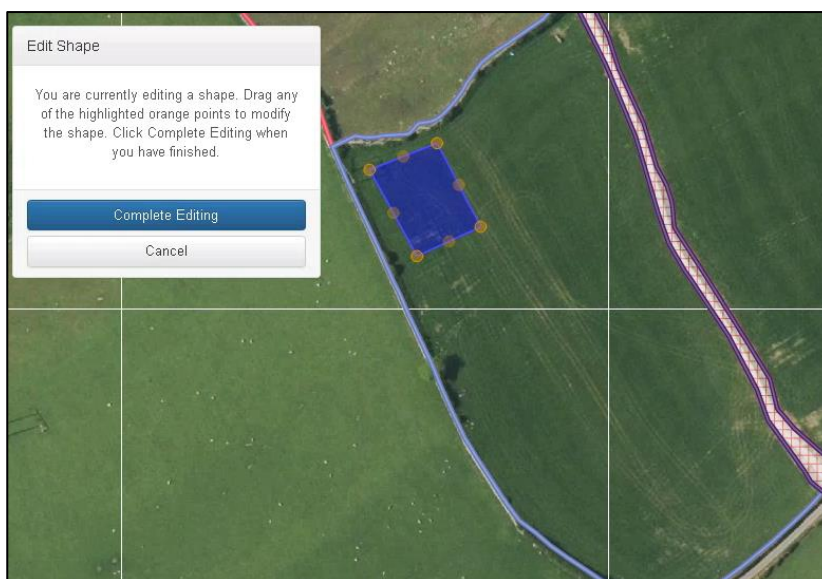 Edit Shape
You are currently editing a shape. Drag any
of the highlighted orange points to modify
the shape. Click Complete Editing when
you have finished.
Complete Editing
Cancel